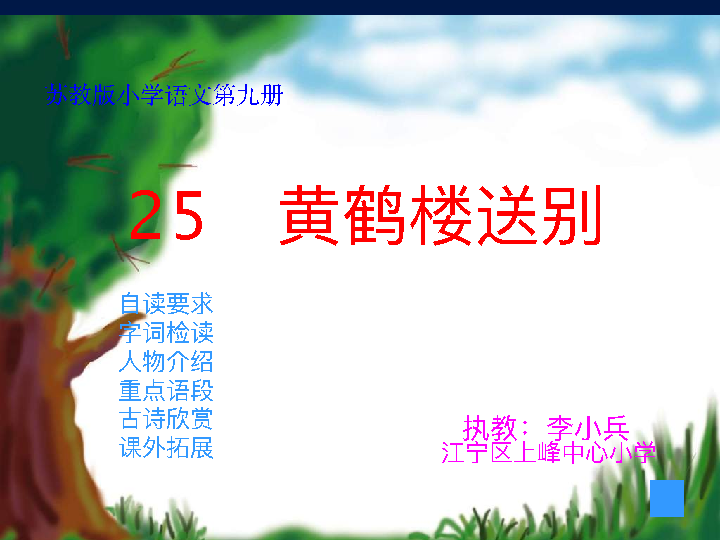 苏教版小学语文第九册
25 黄鹤楼送别
自读要求
字词检读
人物介绍
重点语段
古诗欣赏
课外拓展
执教：李小兵
江宁区上峰中心小学